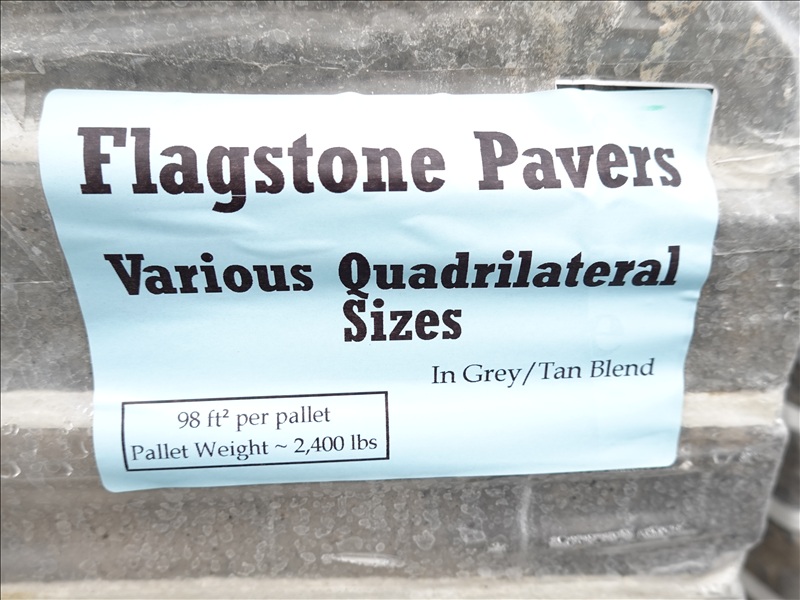 Flagstone Pavers
Various Quadrilateral
Sizes
In Grey/Tan Blend
98 ft² per pallet
Pallet Weight ~ 2,400 lbs